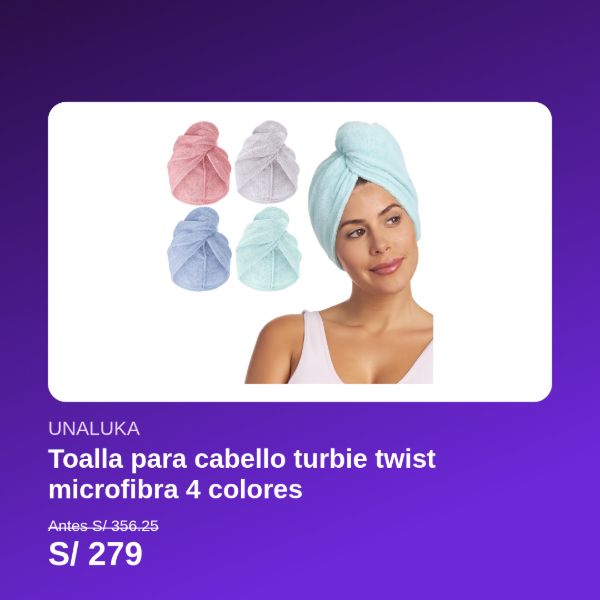 UNALUKA
Toalla para cabello turbie twist
microfibra 4 colores
Antes S/ 356.25
S/ 279